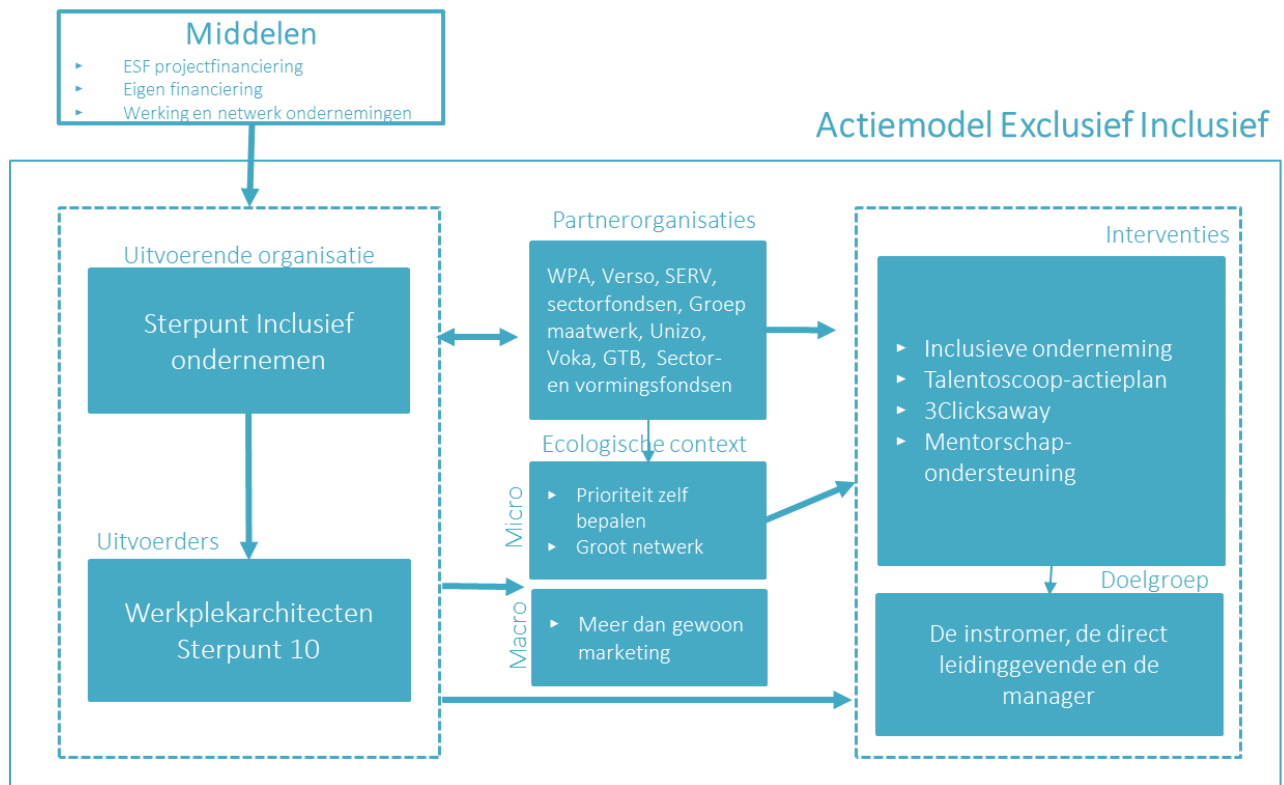 Middelen
► ESF projectfinanciering
► Eigen financiering
► Werking en netwerk ondernemingen
Actiemodel Exclusief Inclusief
Uitvoerende organisatie
Sterpunt Inclusief
ondernemen
Uitvoerders
Werkplekarchitecten
Sterpunt 10
Partnerorganisaties
WPA, Verso, SERV,
sectorfondsen, Groep
maatwerk, Unizo,
Voka, GTB, Sector-
en vormingsfondsen
Ecologische context
Micro
► Prioriteit zelf
bepalen
► Groot netwerk
Macro
► Meer dan gewoon
marketing
Interventies
► Inclusieve onderneming
► Talentoscoop-actieplan
► 3Clicksaway
► Mentorschap-
ondersteuning
Doelgroep
De instromer, de direct
leidinggevende en de
manager